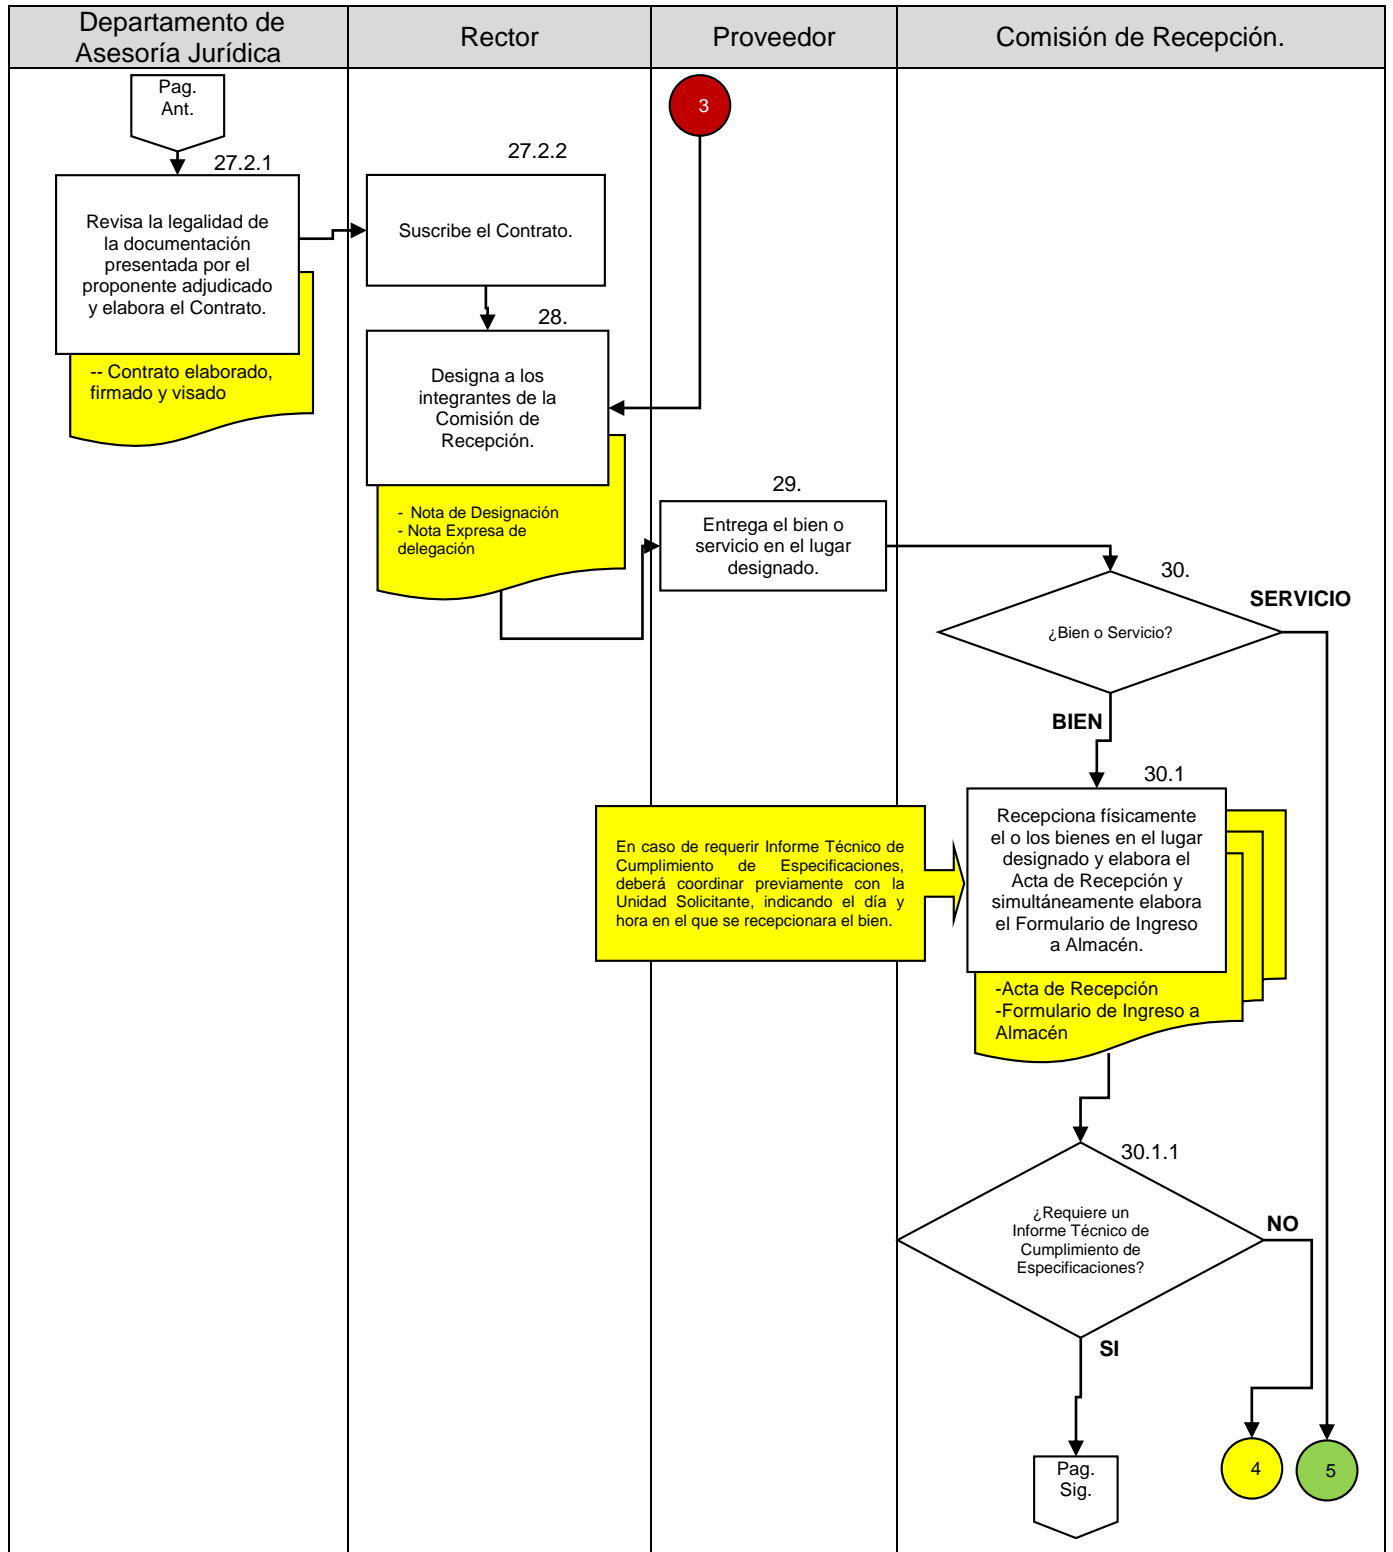 Departamento de
Asesoría Jurídica
Rector
Proveedor
Comisión de Recepción.
Pag.
Ant.
3
27.2.1
27.2.2
Revisa la legalidad de
la documentación
presentada por el
proponente adjudicado
y elabora el Contrato.
Suscribe el Contrato.
-- Contrato elaborado,
firmado y visado
28.
Designa a los
integrantes de la
Comisión de
Recepción.
- Nota de Designación
- Nota Expresa de
delegación
29.
Entrega el bien o
servicio en el lugar
designado.
30.
SERVICIO
¿Bien o Servicio?
BIEN
30.1
En caso de requerir Informe Técnico de
Cumplimiento de Especificaciones,
deberá coordinar previamente con la
Unidad Solicitante, indicando el día y
hora en el que se recepcionara el bien.
Recepciona físicamente
el o los bienes en el lugar
designado y elabora el
Acta de Recepción y
simultáneamente elabora
el Formulario de Ingreso
a Almacén.
-Acta de Recepción
-Formulario de Ingreso a
Almacén
30.1.1
¿Requiere un
Informe Técnico de
Cumplimiento de
Especificaciones?
NO
SI
Pag.
Sig.
4
5